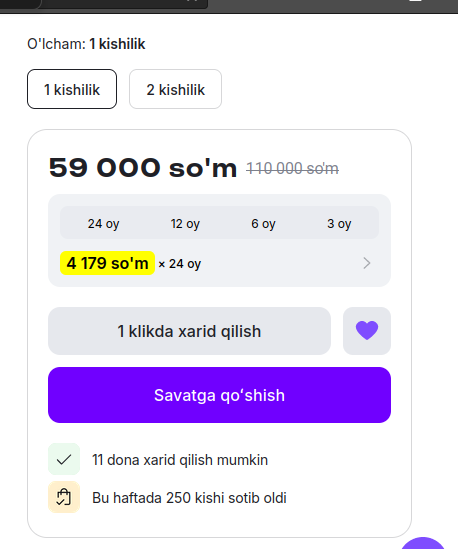 O'lcham: 1 kishilik
1 kishilik 2 kishilik
59 000 so'm 110 000 so'm
24 oy 12 oy 6 oy 3 oy
4 179 so'm × 24 oy
1 klikda xarid qilish
Savatga qoʻshish
11 dona xarid qilish mumkin
Bu haftada 250 kishi sotib oldi